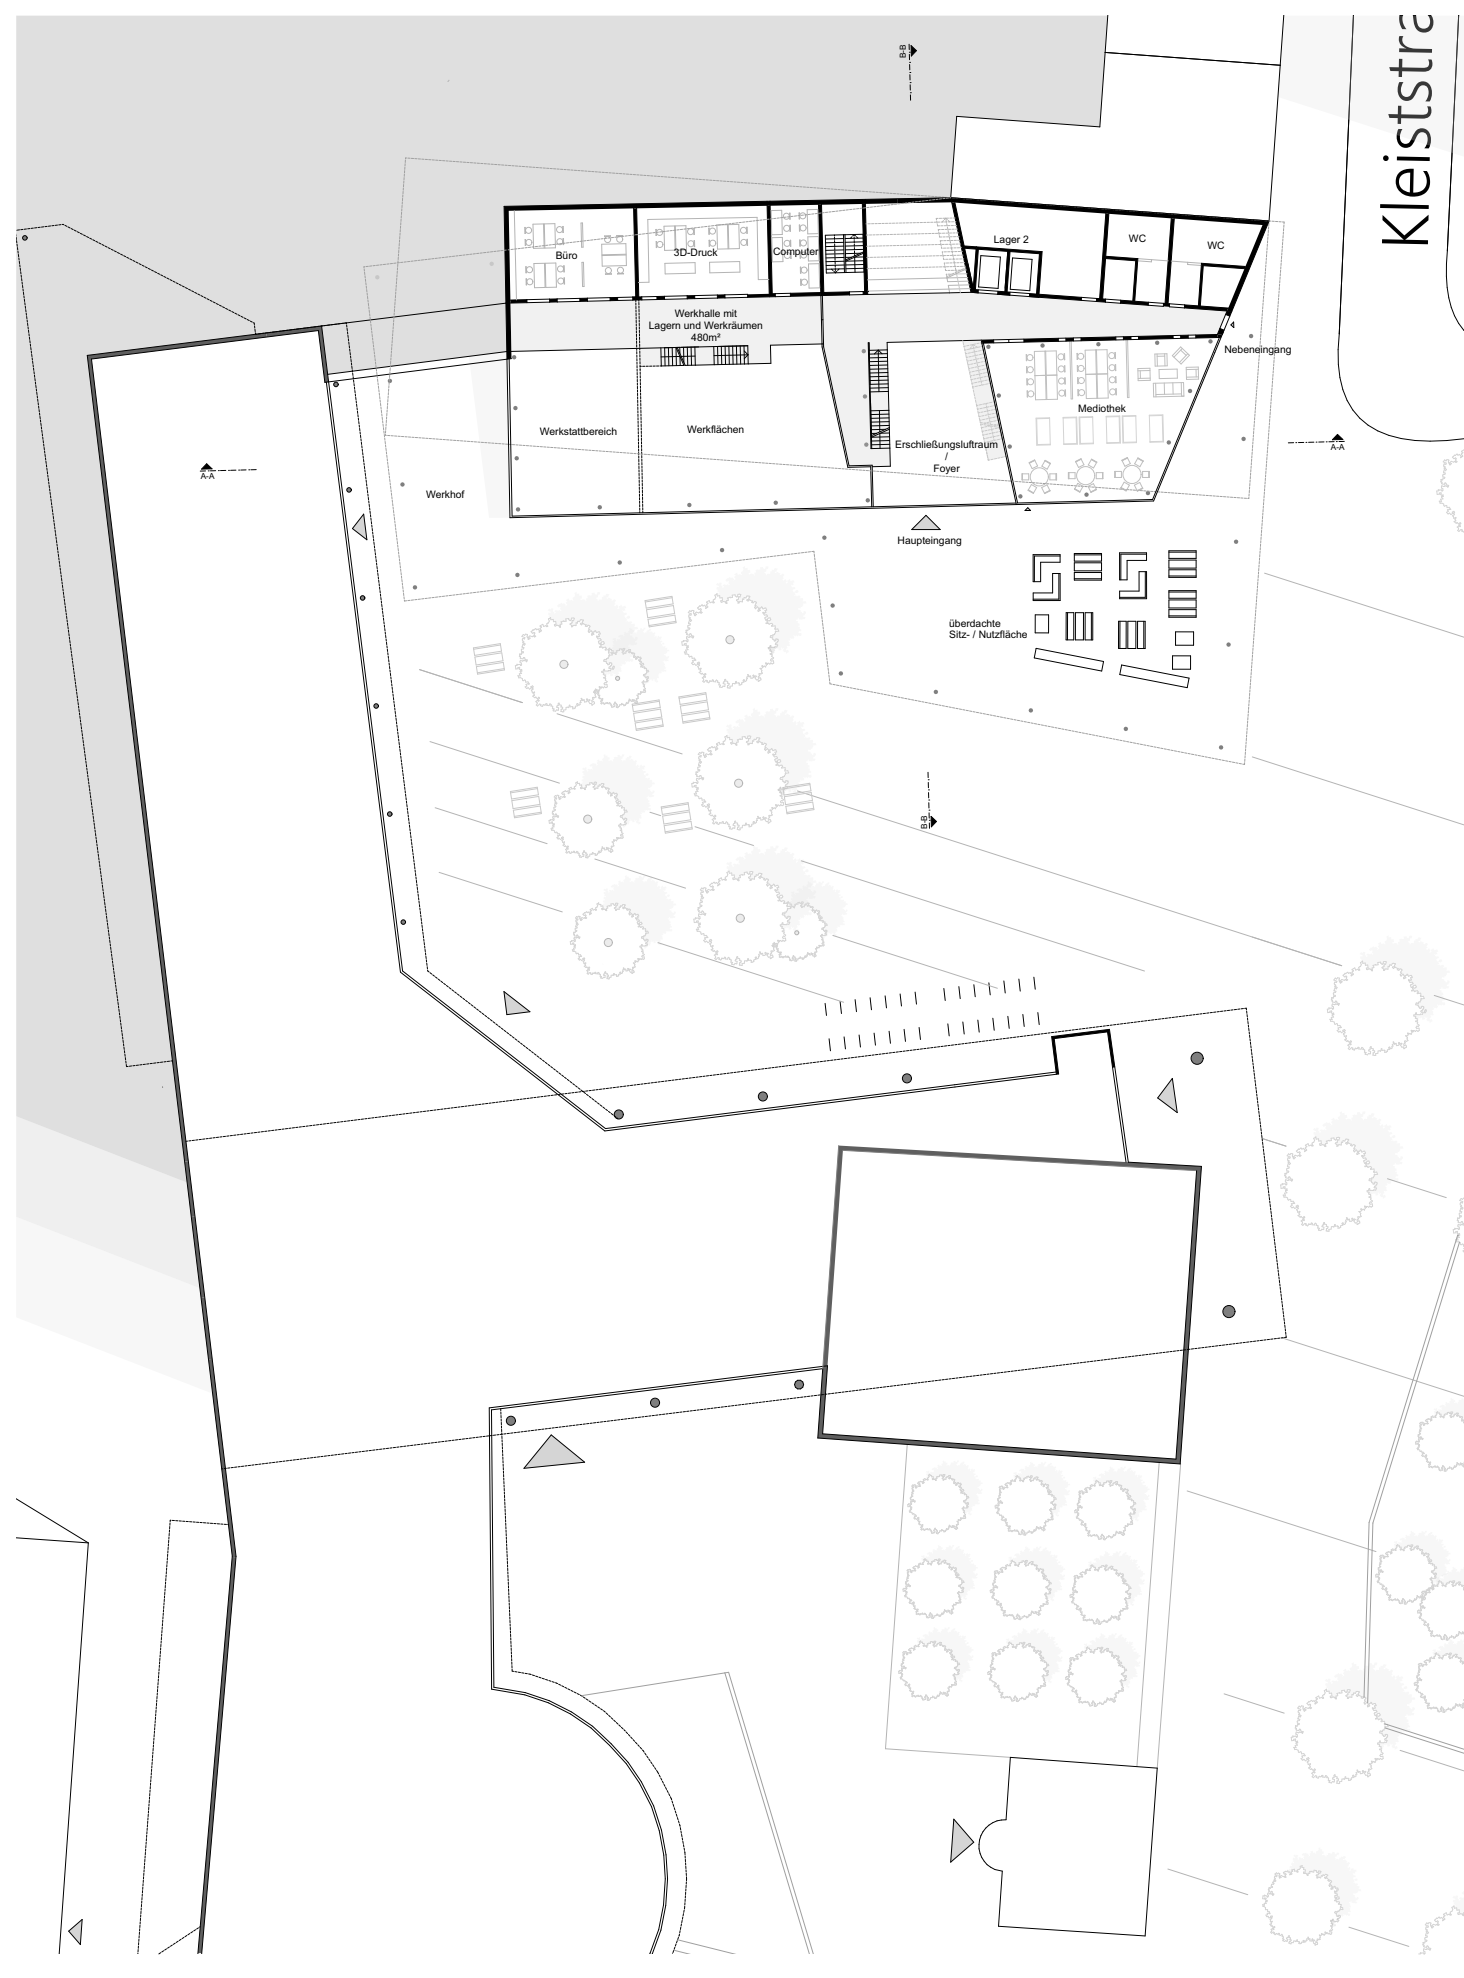 B-B
Kleiststra
Lager 2
WC
WC
Büro
3D-Druck
Computer
Werkhalle mit
Lagern und Werkräumen
480m²
Nebeneingang
Mediothek
Werkstattbereich
Werkflächen
Erschließungsluftraum
/
Foyer
A-A
A-A
Werkhof
Haupteingang
überdachte
Sitz- / Nutzfläche
B-B